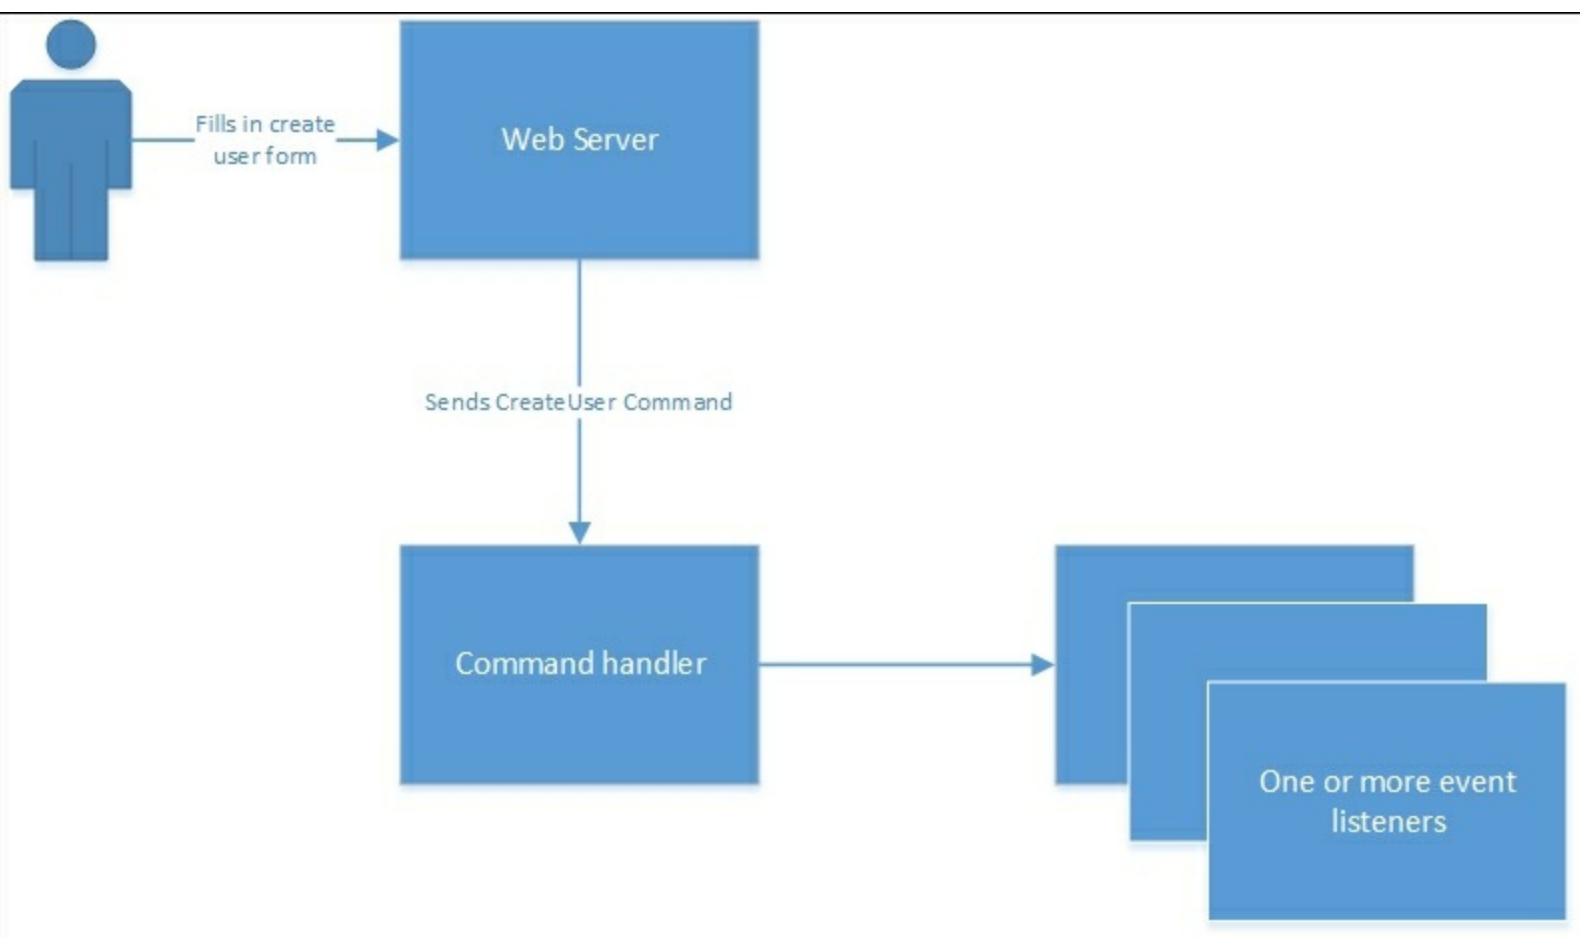 Fills in create
user form
Web Server
Sends CreateUser Command
Command handler
One or more event
listeners